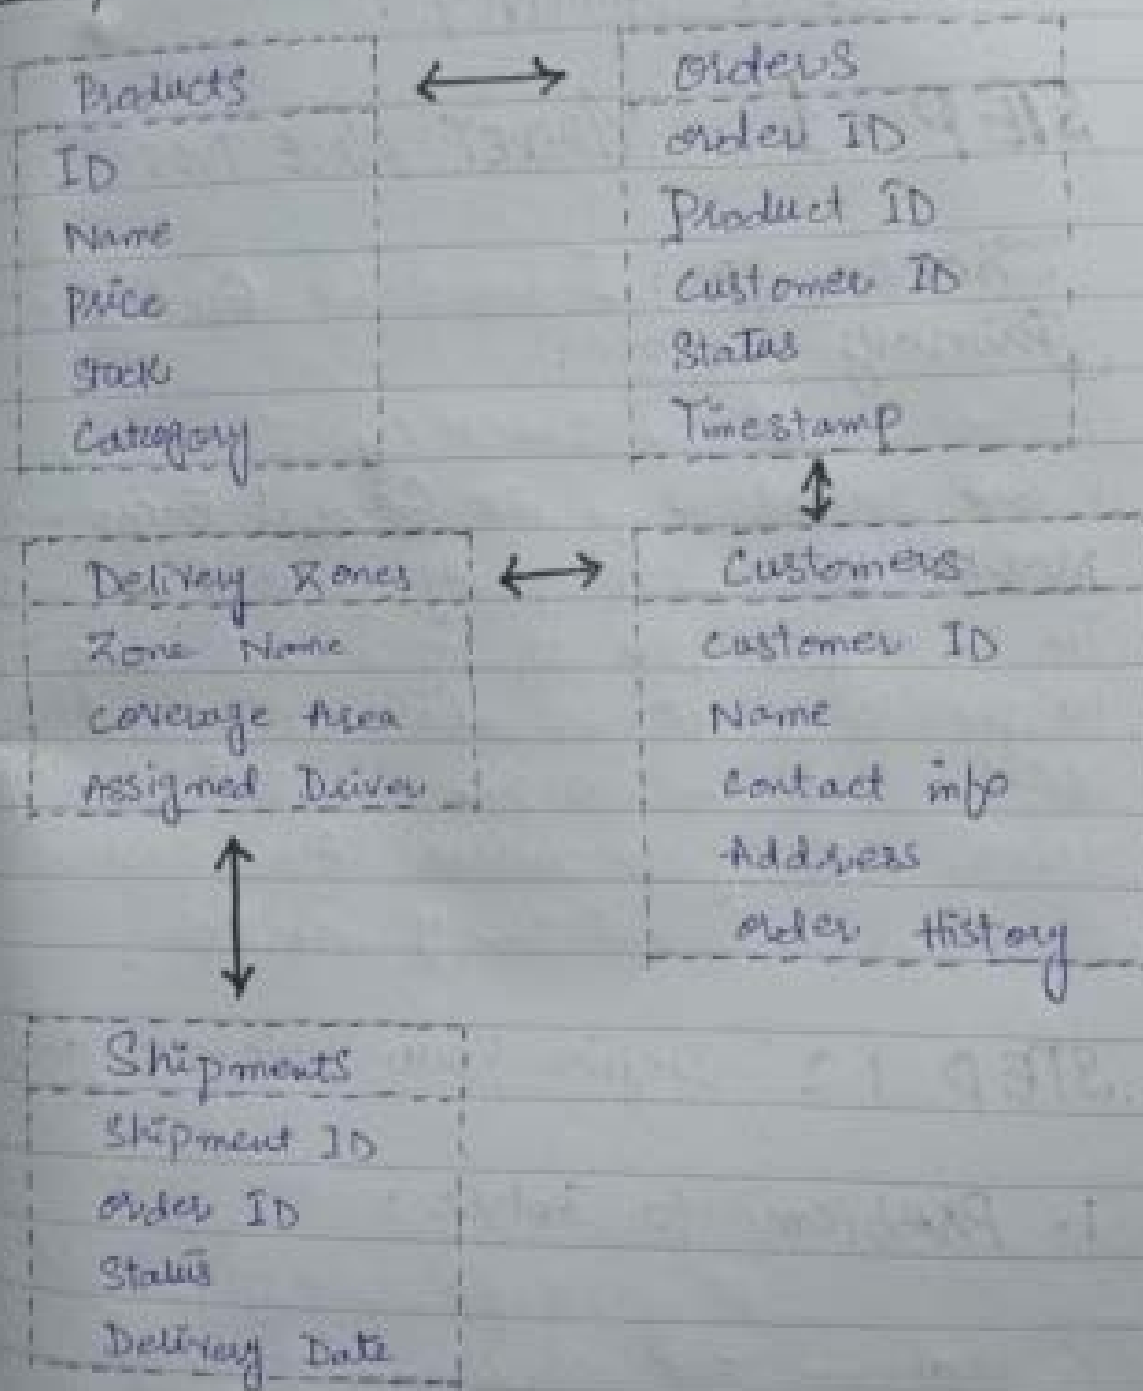 Products
ID
Name
Price
Stock
Category
Orders
order ID
Product ID
Customer ID
Status
Timestamp
Delivery Zones
Zone Name
Coverage Area
Assigned Driver
Customers
Customer ID
Name
Contact info
Address
order History
Shipments
Shipment ID
order ID
Status
Delivery Date